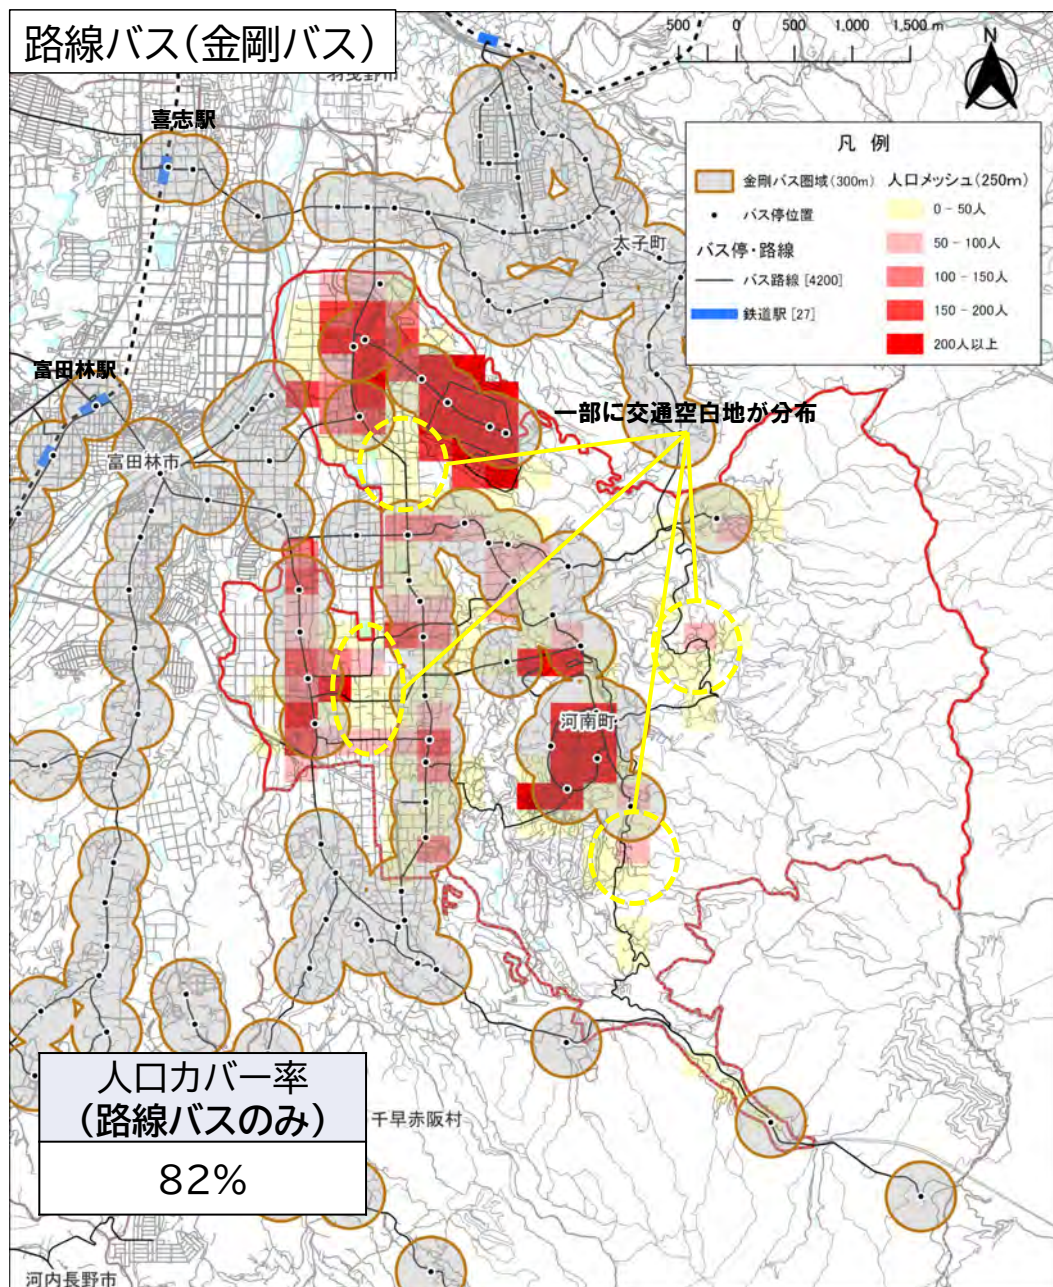 路線バス(金剛バス)
500 0 500 1,000 1,500 m
N
羽曳野市
喜志駅
凡 例
金剛バス圏域(300m)
バス停位置
バス停・路線
バス路線 [4200]
鉄道駅 [27]
人口メッシュ(250m)
0 - 50人
50 - 100人
100 - 150人
150 - 200人
200人以上
太子町
富田林駅
一部に交通空白地が分布
富田林市
河南町
人口カバー率
(路線バスのみ)
82%
千早赤阪村
河内長野市